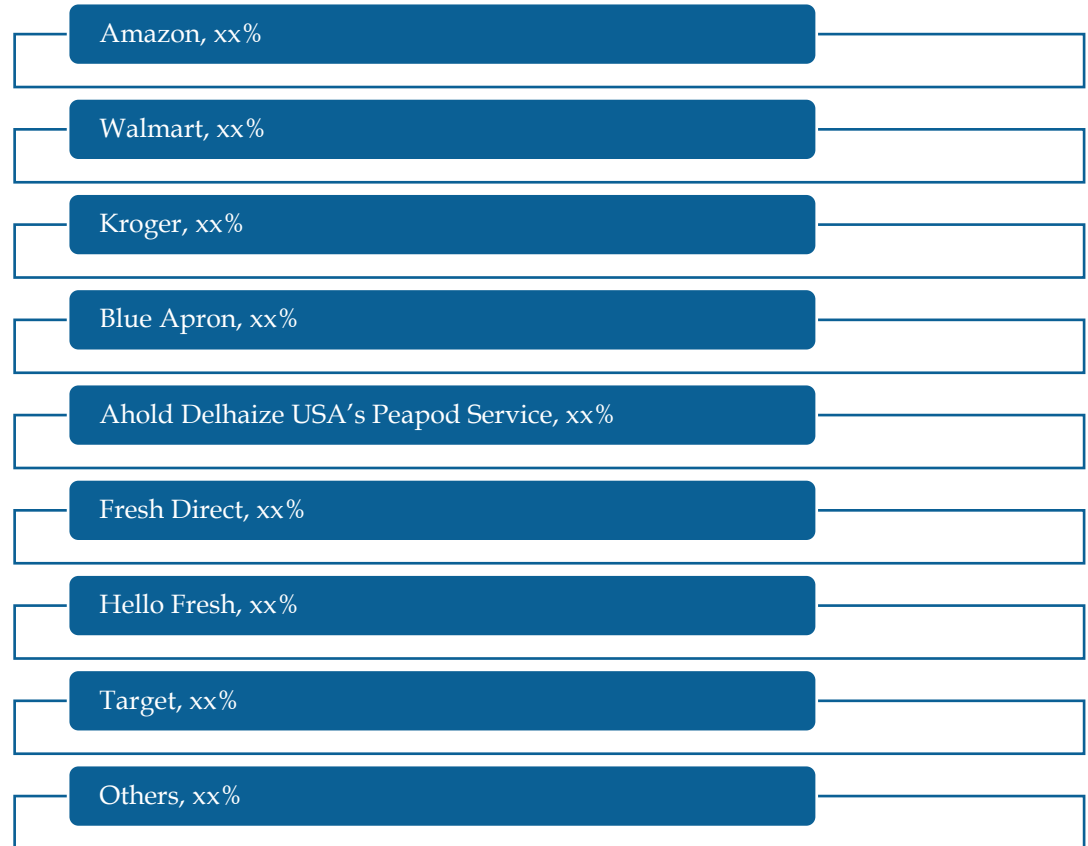 Amazon, xx%
Walmart, xx%
Kroger, xx%
Blue Apron, xx%
Ahold Delhaize USA’s Peapod Service, xx%
Fresh Direct, xx%
Hello Fresh, xx%
Target, xx%
Others, xx%